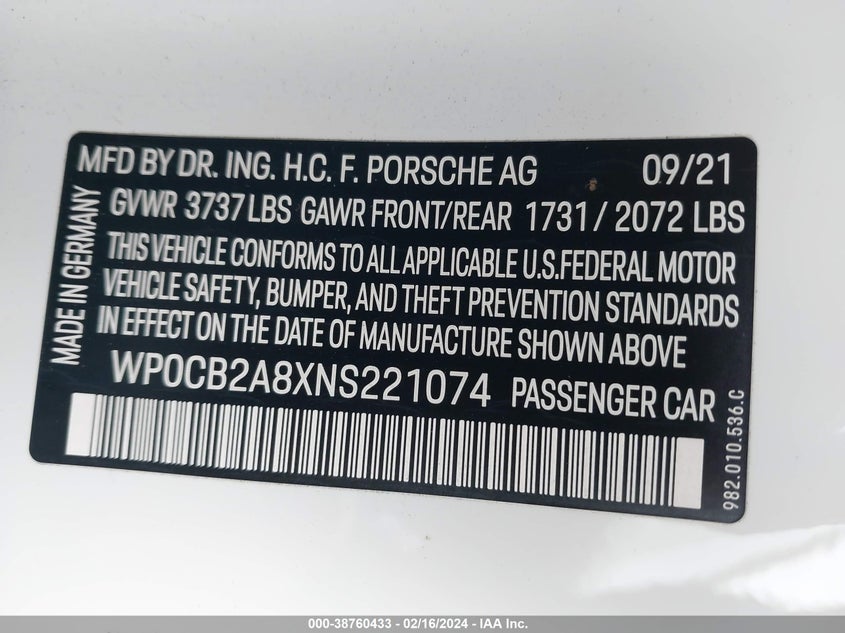 MFD BY DR. ING. H.C. F. PORSCHE AG 09/21
GVWR 3737 LBS GAWR FRONT/REAR 1731 / 2072 LBS
THIS VEHICLE CONFORMS TO ALL APPLICABLE U.S.FEDERAL MOTOR
VEHICLE SAFETY, BUMPER, AND THEFT PREVENTION STANDARDS
IN EFFECT ON THE DATE OF MANUFACTURE SHOWN ABOVE
WP0CB2A8XNS221074 PASSENGER CAR
MADE IN GERMANY
982.010.536.C
000-38760433 - 02/16/2024 - IAA Inc.